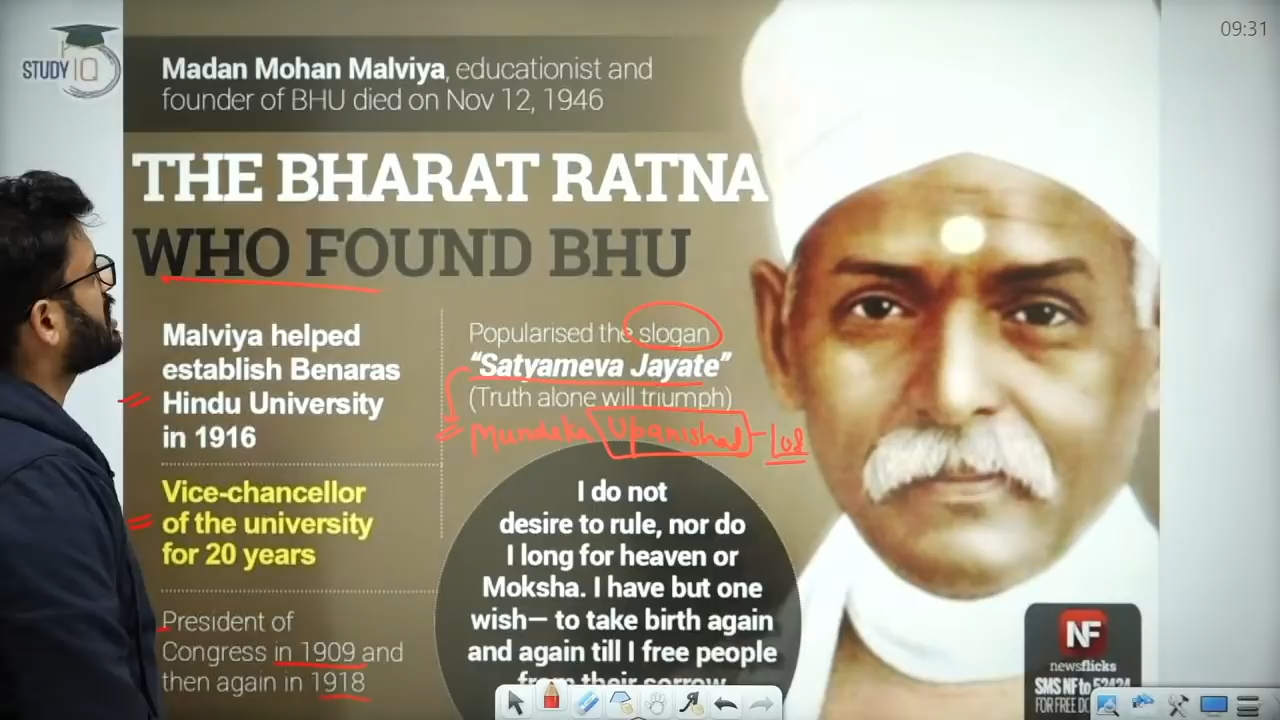 09:31
STUDY IQ
Madan Mohan Malviya, educationist and
founder of BHU died on Nov 12, 1946
THE BHARAT RATNA
WHO FOUND BHU
Malviya helped
establish Benaras
Hindu University
in 1916
Vice-chancellor
of the university
for 20 years
President of
Congress in 1909 and
then again in 1918
Popularised the slogan
“Satyameva Jayate”
(Truth alone will triumph)
Mundaka Upanishad - 108
I do not
desire to rule, nor do
I long for heaven or
Moksha. I have but one
wish— to take birth again
and again till I free people
from their sorrow
NF
newsflicks
SMS NF to 52424
FOR FREE